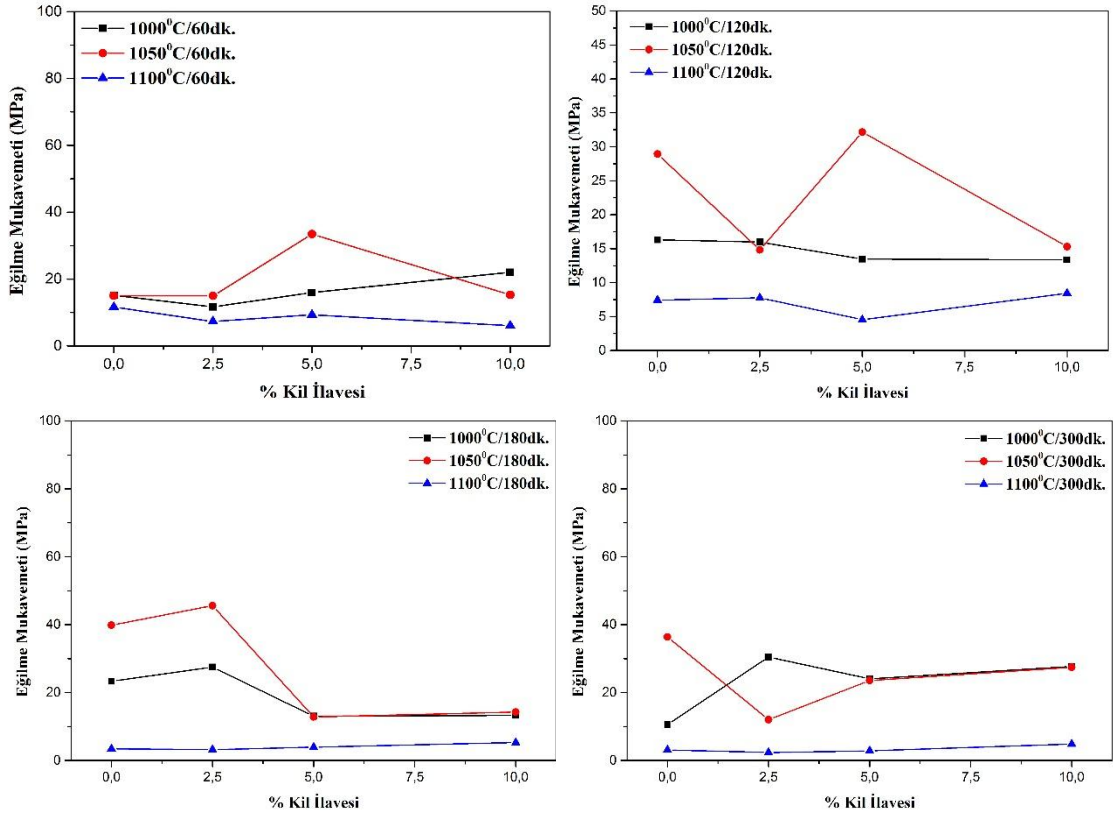 1000⁰C/60dk.
1050⁰C/60dk.
1100⁰C/60dk.
Eğilme Mukavemeti (MPa)
100
80
60
40
20
0
0,0 2,5 5,0 7,5 10,0
% Kil İlavesi
1000⁰C/120dk.
1050⁰C/120dk.
1100⁰C/120dk.
Eğilme Mukavemeti (MPa)
50
45
40
35
30
25
20
15
10
5
0
0,0 2,5 5,0 7,5 10,0
% Kil İlavesi
1000⁰C/180dk.
1050⁰C/180dk.
1100⁰C/180dk.
Eğilme Mukavemeti (MPa)
100
80
60
40
20
0
0,0 2,5 5,0 7,5 10,0
% Kil İlavesi
1000⁰C/300dk.
1050⁰C/300dk.
1100⁰C/300dk.
Eğilme Mukavemeti (MPa)
100
80
60
40
20
0
0,0 2,5 5,0 7,5 10,0
% Kil İlavesi